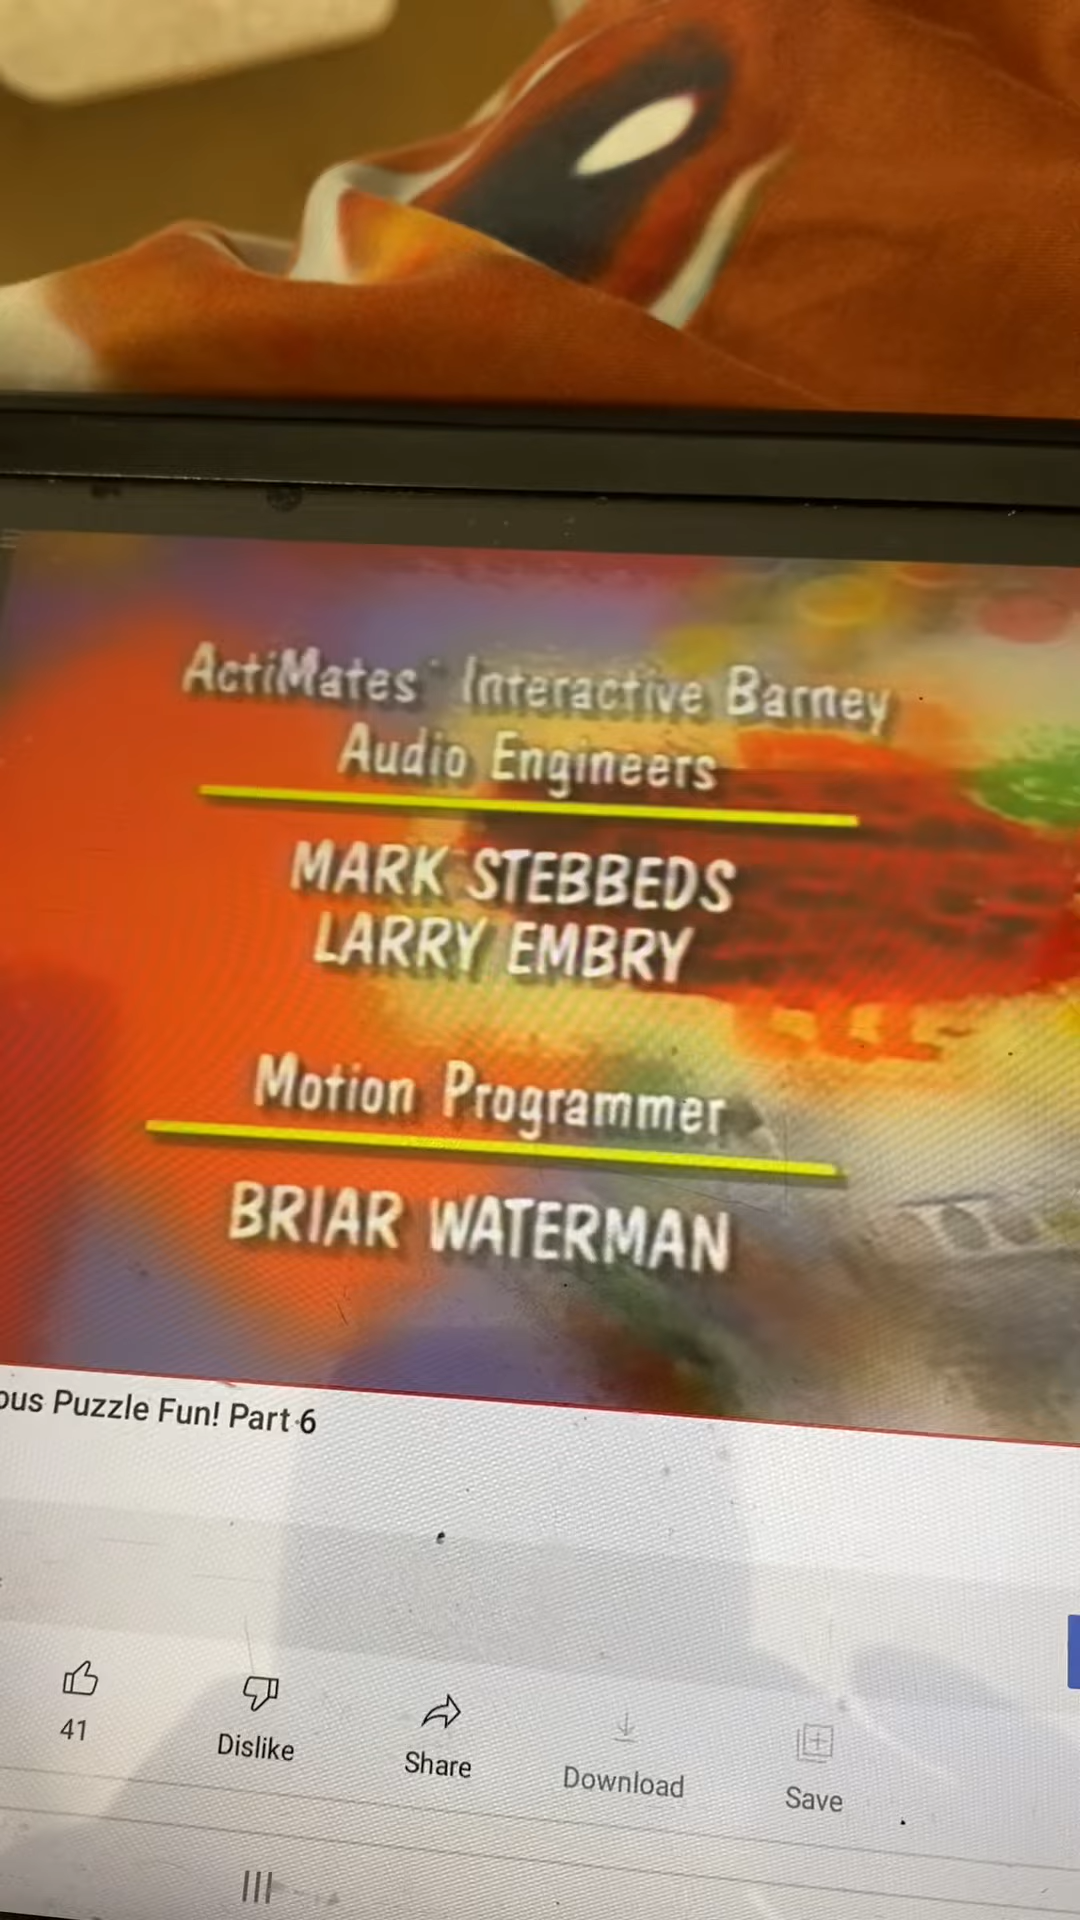 ActiMates Interactive Barney
Audio Engineers
MARK STEBBEDS
LARRY EMBRY
Motion Programmer
BRIAR WATERMAN
ous Puzzle Fun! Part 6
41
Dislike
Share
Download
Save